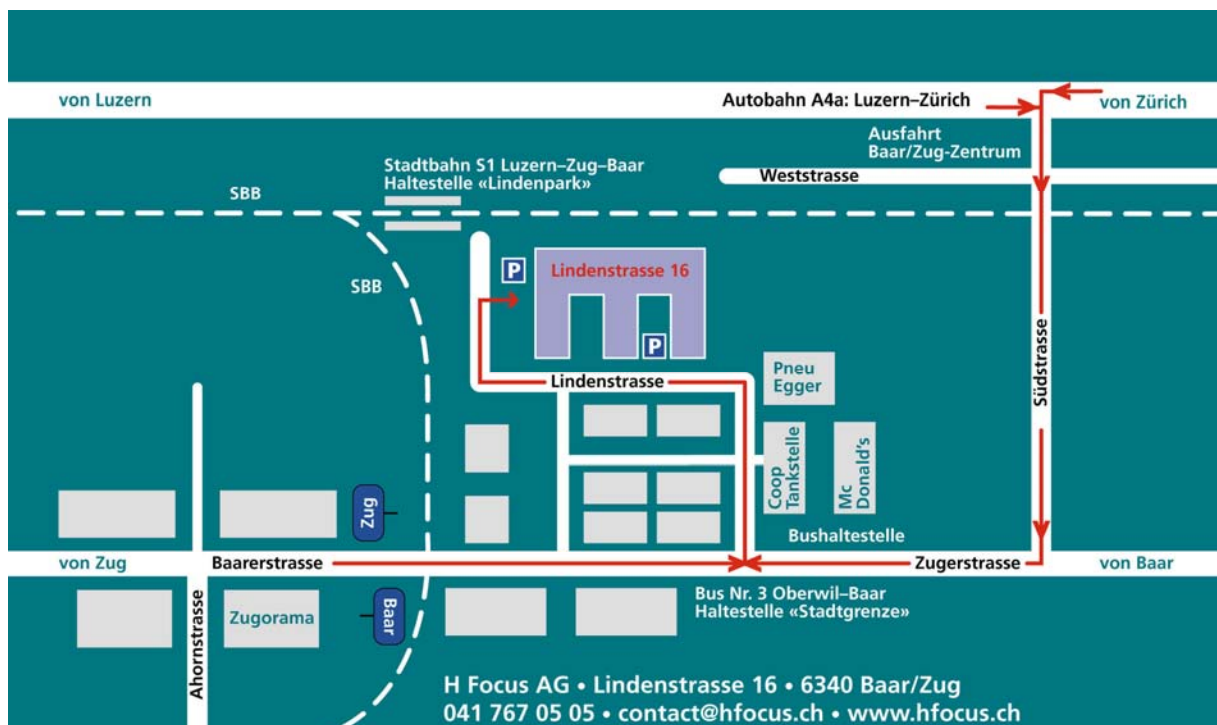 von Luzern
Autobahn A4a: Luzern–Zürich
von Zürich
Ausfahrt
Baar/Zug-Zentrum
Stadtbahn S1 Luzern–Zug–Baar
Haltestelle «Lindenpark»
Weststrasse
SBB
SBB
P
Lindenstrasse 16
P
Lindenstrasse
Pneu
Egger
Südstrasse
Coop
Tankstelle
Mc
Donald's
Zug
Bushaltestelle
von Zug
Baarerstrasse
Zugerstrasse
von Baar
Ahornstrasse
Zugorama
Baar
Bus Nr. 3 Oberwil–Baar
Haltestelle «Stadtgrenze»
H Focus AG • Lindenstrasse 16 • 6340 Baar/Zug
041 767 05 05 • contact@hfocus.ch • www.hfocus.ch